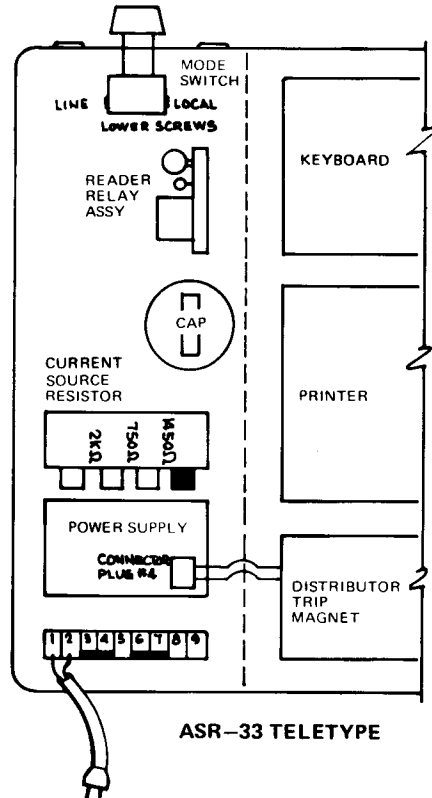 MODE
SWITCH
LINE
LOCAL
LOWER SCREWS
KEYBOARD
READER
RELAY
ASSY
CAP
CURRENT
SOURCE
RESISTOR
PRINTER
2KΩ
750Ω
1450Ω
POWER SUPPLY
CONNECTOR
PLUG #4
DISTRIBUTOR
TRIP
MAGNET
1 2 3 4 5 6 7 8 9
ASR–33 TELETYPE